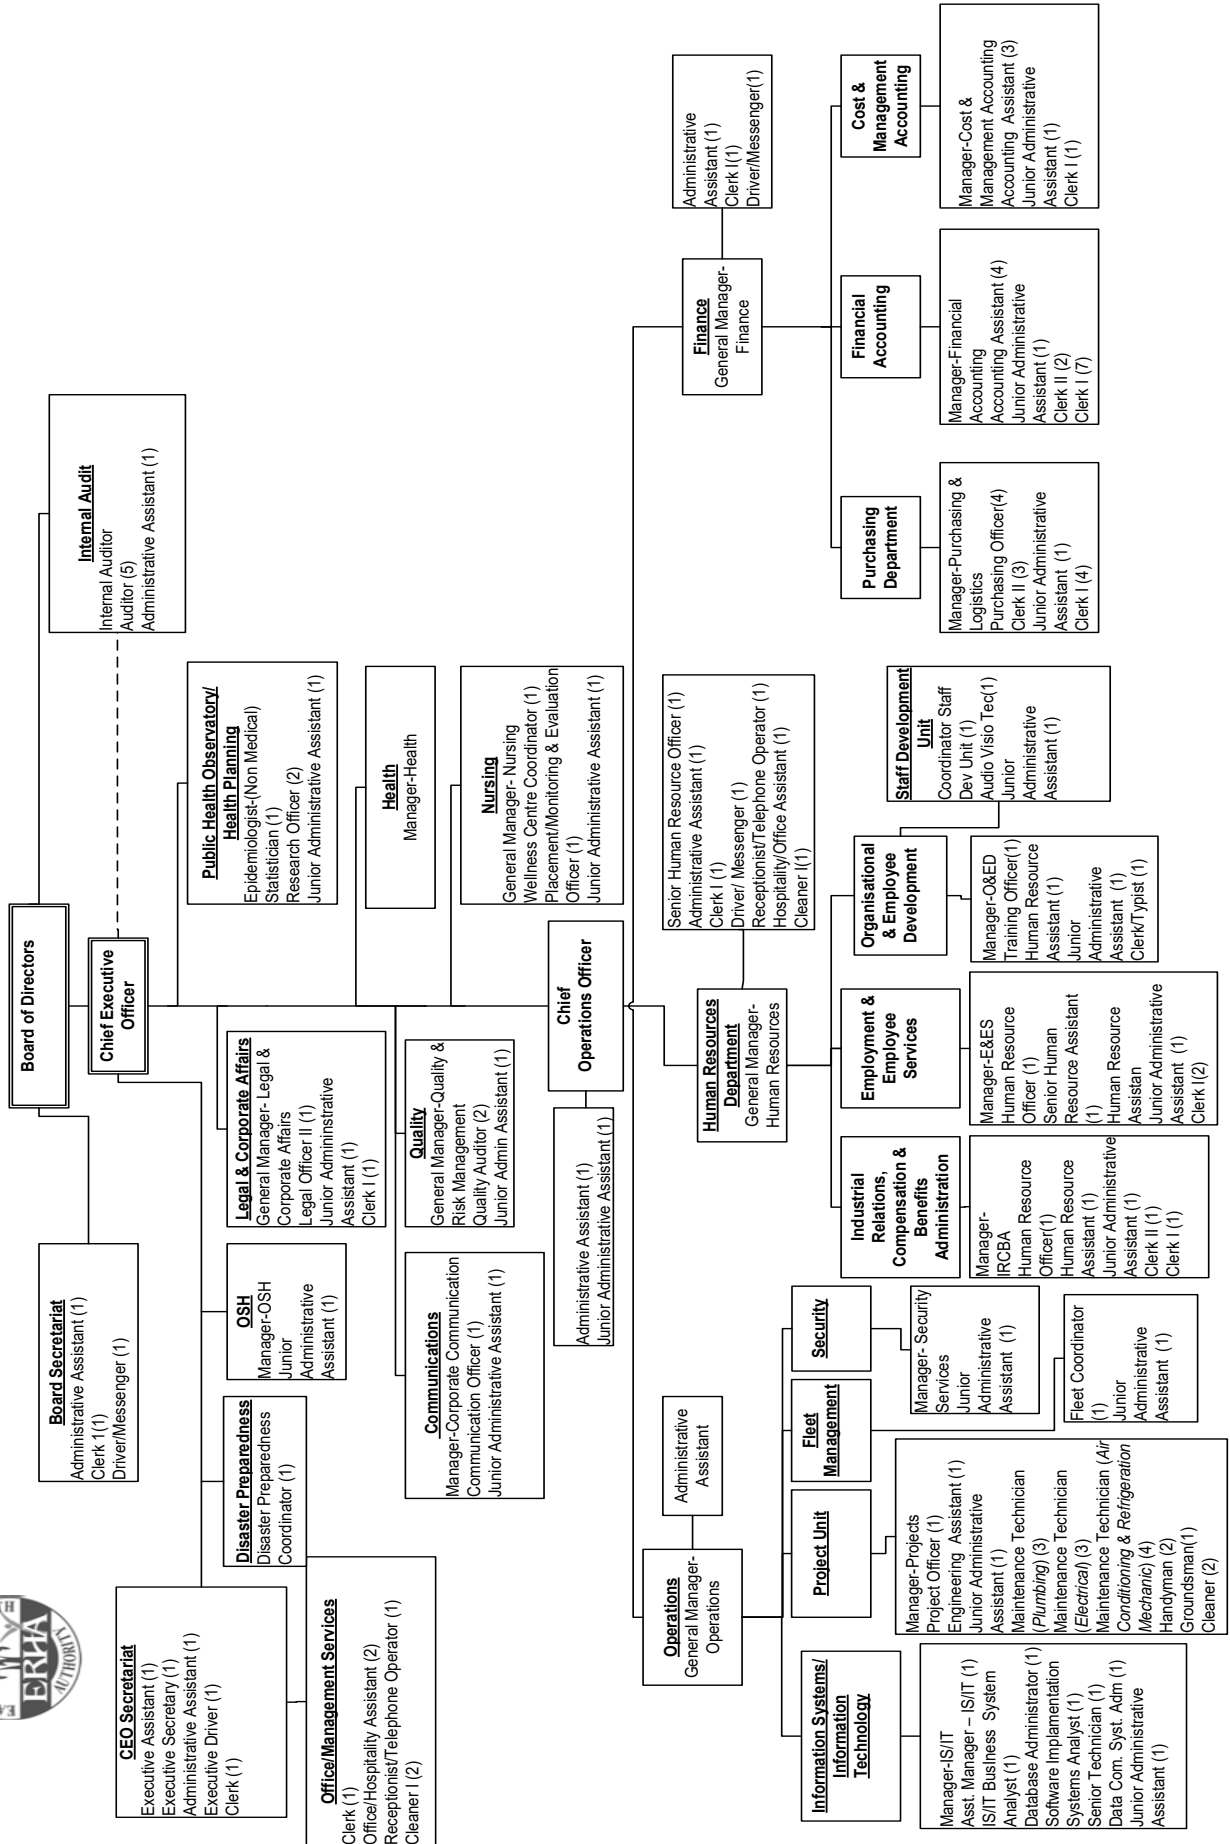 Board of Directors
Board Secretariat
Administrative Assistant (1)
Clerk 1(1)
Driver/Messenger (1)
Internal Audit
Internal Auditor
Auditor (5)
Administrative Assistant (1)
Chief Executive
Officer
ERHA
AUTHORITY
CEO Secretariat
Executive Assistant (1)
Executive Secretary (1)
Administrative Assistant (1)
Executive Driver (1)
Clerk (1)
Disaster Preparedness
Disaster Preparedness
Coordinator (1)
OSH
Manager-OSH
Junior
Administrative
Assistant (1)
Legal & Corporate Affairs
General Manager- Legal &
Corporate Affairs
Legal Officer II (1)
Junior Admininstrative
Assistant (1)
Clerk I (1)
Public Health Observatory/
Health Planning
Epidemiologist-(Non Medical)
Statistician (1)
Research Officer (2)
Junior Administrative Assistant (1)
Office/Management Services
Clerk (1)
Office/Hospitality Assistant (2)
Receptionist/Telephone Operator (1)
Cleaner I (2)
Communications
Manager-Corporate Communication
Communication Officer (1)
Junior Administrative Assistant (1)
Quality
General Manager-Quality &
Risk Management
Quality Auditor (2)
Junior Admin Assistant (1)
Health
Manager-Health
Nursing
General Manager- Nursing
Wellness Centre Coordinator (1)
Placement/Monitoring & Evaluation
Officer (1)
Junior Administrative Assistant (1)
Chief
Operations Officer
Administrative Assistant (1)
Junior Administrative Assistant (1)
Operations
General Manager-
Operations
Administrative
Assistant
Human Resources
Department
General Manager-
Human Resources
Senior Human Resource Officer (1)
Administrative Assistant (1)
Clerk I (1)
Driver/ Messenger (1)
Receptionist/Telephone Operator (1)
Hospitality/Office Assistant (1)
Cleaner I(1)
Finance
General Manager-
Finance
Administrative
Assistant (1)
Clerk I(1)
Driver/Messenger(1)
Information Systems/
Information
Technology
Manager-IS/IT
Asst. Manager – IS/IT (1)
IS/IT Business System
Analyst (1)
Database Administrator (1)
Software Implamentation
Systems Analyst (1)
Senior Technician (1)
Data Com. Syst. Adm (1)
Junior Administrative
Assistant (1)
Project Unit
Manager-Projects
Project Officer (1)
Engineering Assistant (1)
Junior Administrative
Assistant (1)
Maintenance Technician
(Plumbing) (3)
Maintenance Technician
(Electrical) (3)
Maintenance Technician (Air
Conditioning & Refrigeration
Mechanic) (4)
Handyman (2)
Groundsman(1)
Cleaner (2)
Fleet
Management
Fleet Coordinator
(1)
Junior
Administrative
Assistant (1)
Security
Manager- Security
Services
Junior
Administrative
Assistant (1)
Industrial
Relations,
Compensation &
Benefits
Administration
Manager-
IRCBA
Human Resource
Officer(1)
Human Resource
Assistant (1)
Junior Administrative
Assistant (1)
Clerk II (1)
Clerk I (1)
Employment &
Employee
Services
Manager-E&ES
Human Resource
Officer (1)
Senior Human
Resource Assistant
(1)
Human Resource
Assistan
Junior Administrative
Assistant (1)
Clerk I(2)
Organisational
& Employee
Development
Manager-O&ED
Training Officer(1)
Human Resource
Assistant (1)
Junior
Administrative
Assistant (1)
Clerk/Typist (1)
Staff Development
Unit
Coordinator Staff
Dev Unit (1)
Audio Visio Tec(1)
Junior
Administrative
Assistant (1)
Purchasing
Department
Manager-Purchasing &
Logistics
Purchasing Officer(4)
Clerk II (3)
Junior Administrative
Assistant (1)
Clerk I (4)
Financial
Accounting
Manager-Financial
Accounting
Accounting Assistant (4)
Junior Administrative
Assistant (1)
Clerk II (2)
Clerk I (7)
Cost &
Management
Accounting
Manager-Cost &
Management Accounting
Accounting Assistant (3)
Junior Administrative
Assistant (1)
Clerk I (1)